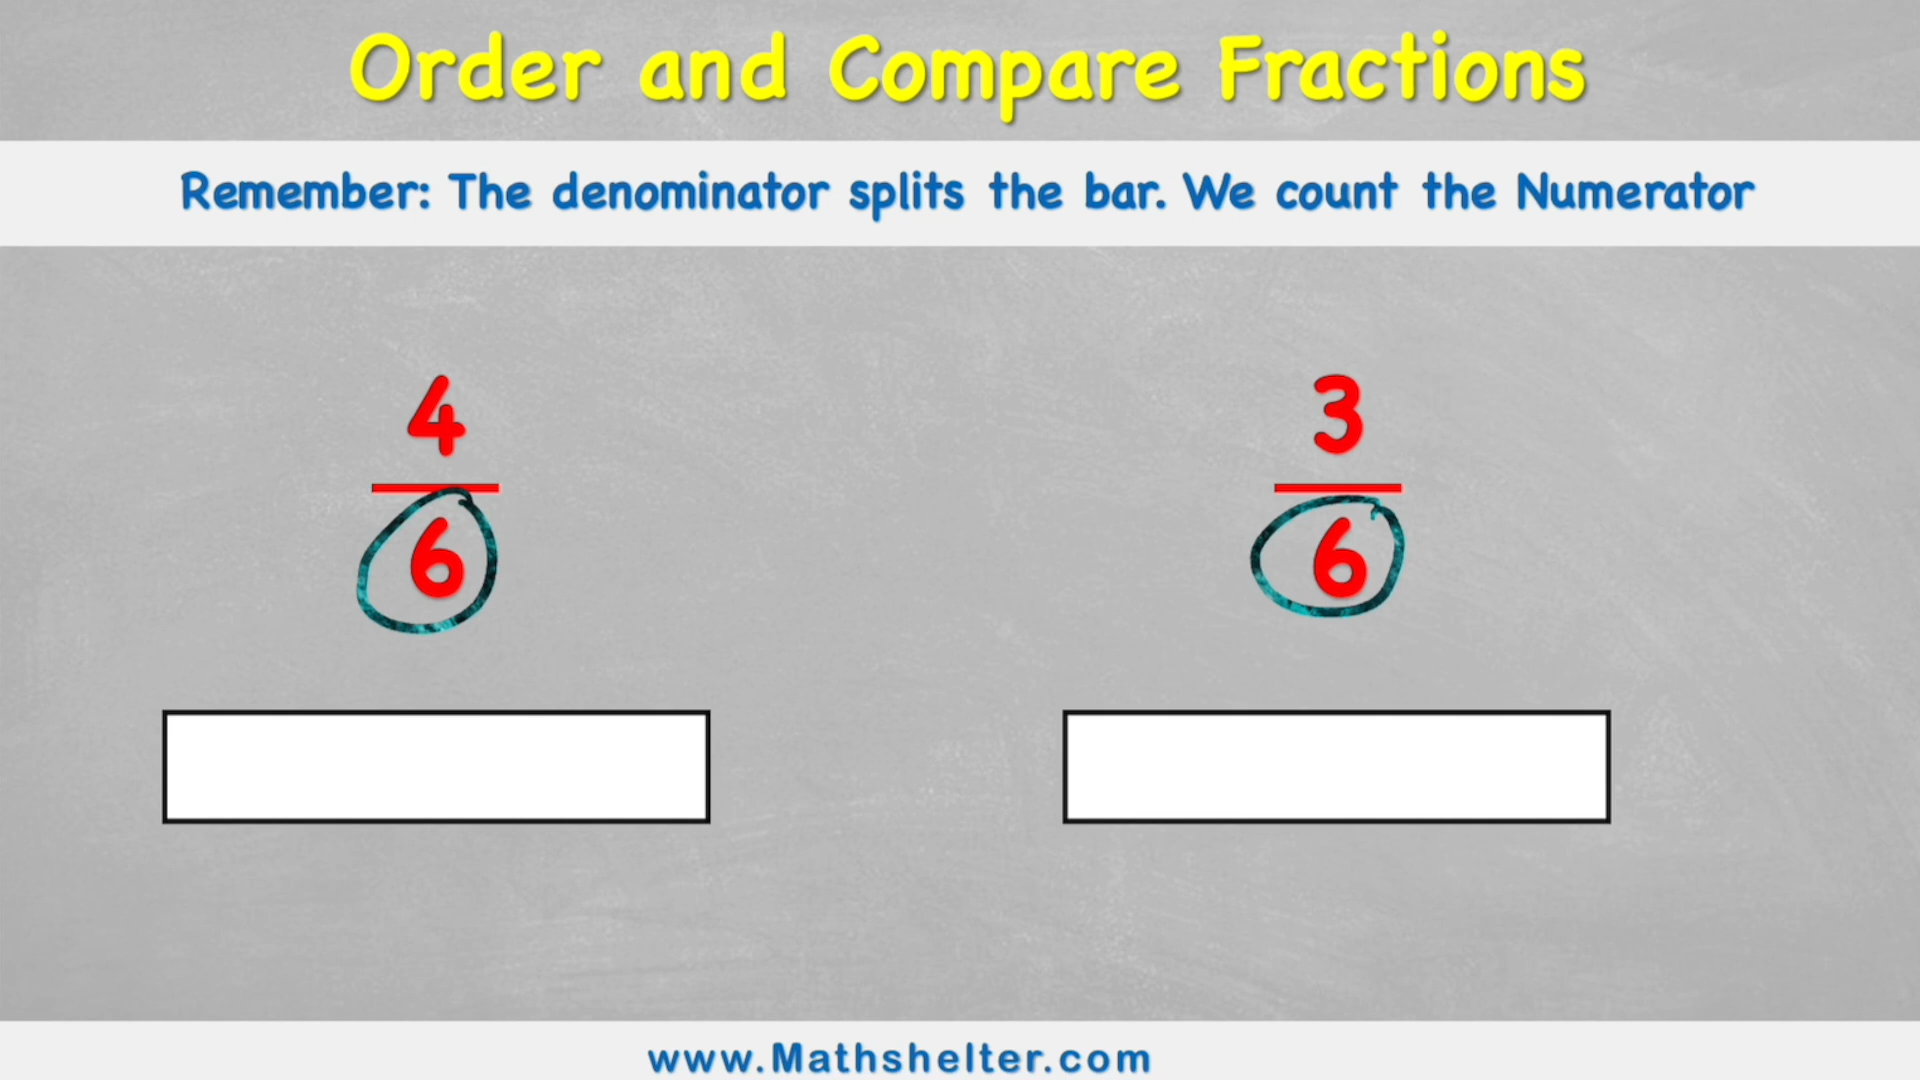 Order and Compare Fractions
Remember: The denominator splits the bar. We count the Numerator
4
6
3
6
www.Mathshelter.com